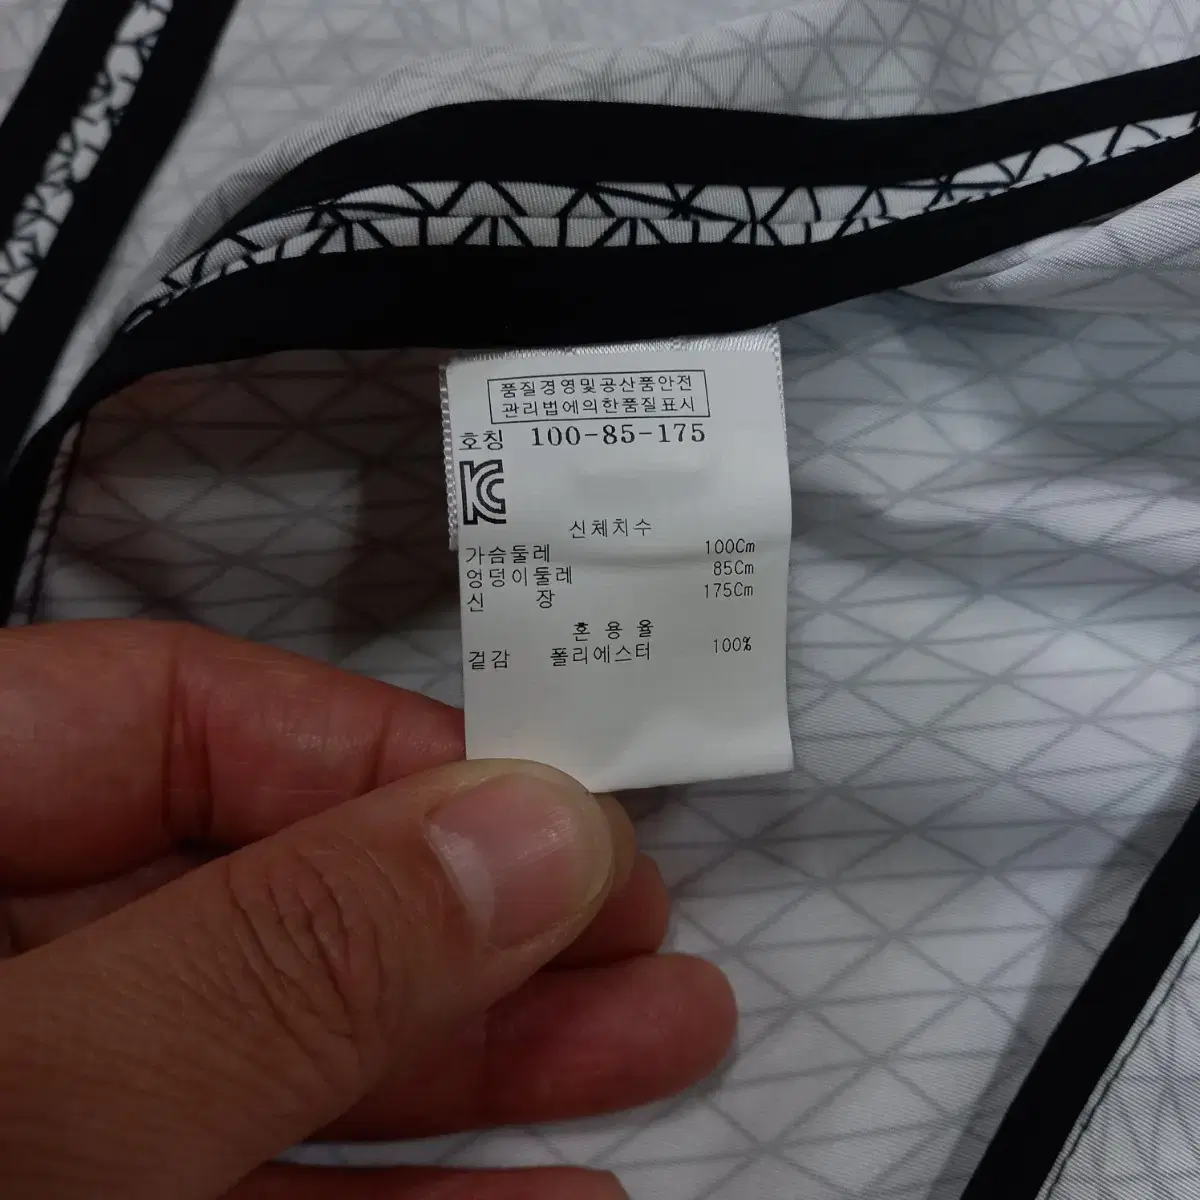 품질경영및공산품안전
관리법에의한품질표시
호칭 100-85-175
신체치수
가슴둘레 100Cm
엉덩이둘레 85Cm
신 장 175Cm
혼 용 율
겉감 폴리에스터 100%